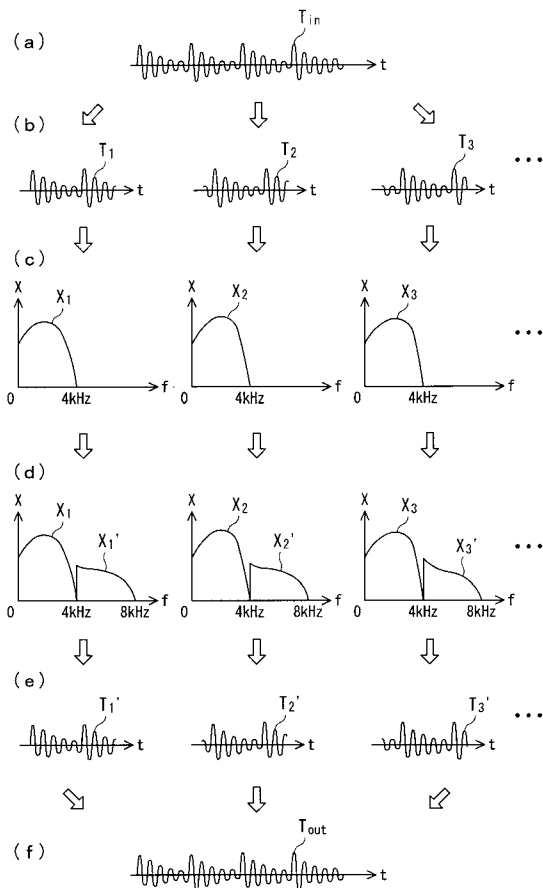 (a) T_in t
(b) T_1 t T_2 t T_3 t ...
(c)
X X_1 X X_2 X X_3 ...
0 4kHz f 0 4kHz f 0 4kHz f
(d)
X X_1 X_1' X X_2 X_2' X X_3 X_3' ...
0 4kHz 8kHz f 0 4kHz 8kHz f 0 4kHz 8kHz f
(e)
T_1' t T_2' t T_3' t ...
(f) T_out t